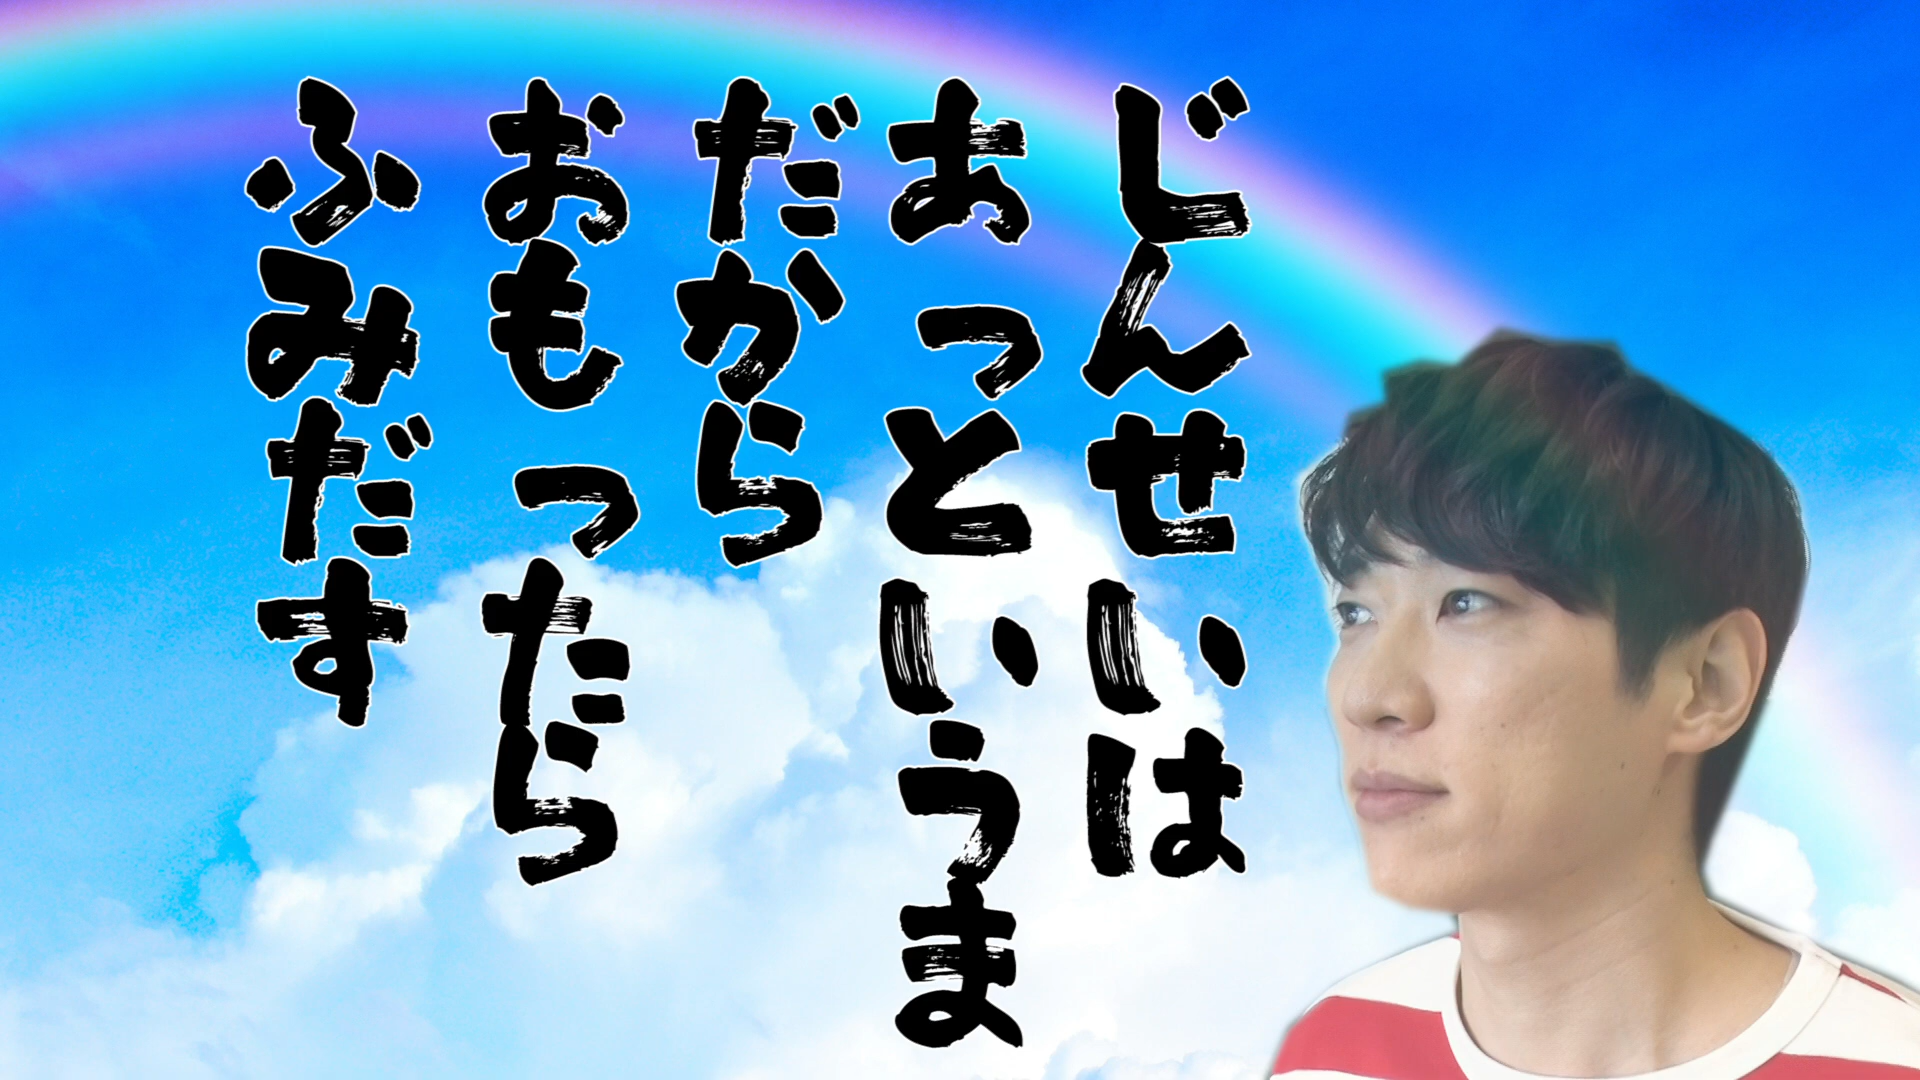 じんせいは
あっというま
だから
おもったら
ふみだす